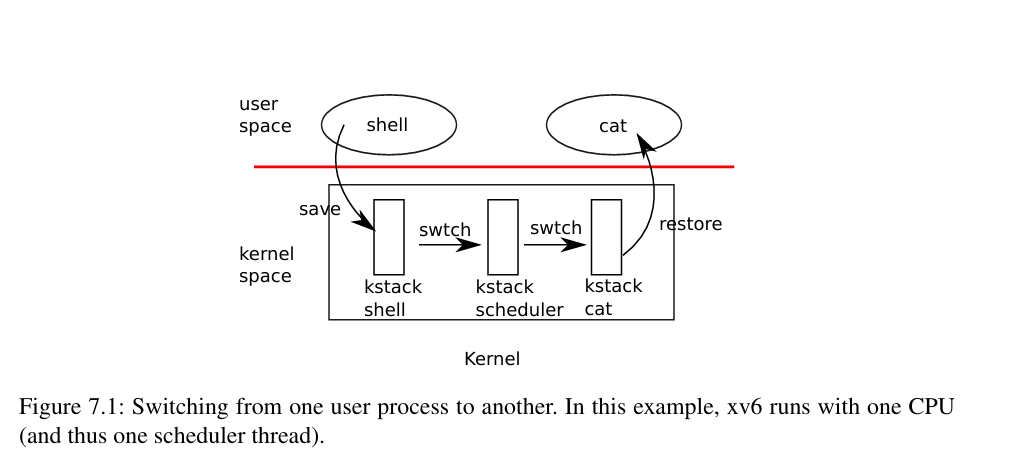 user
space
shell
cat
save
swtch
swtch
restore
kernel
space
kstack
shell
kstack
scheduler
kstack
cat
Kernel
Figure 7.1: Switching from one user process to another. In this example, xv6 runs with one CPU
(and thus one scheduler thread).